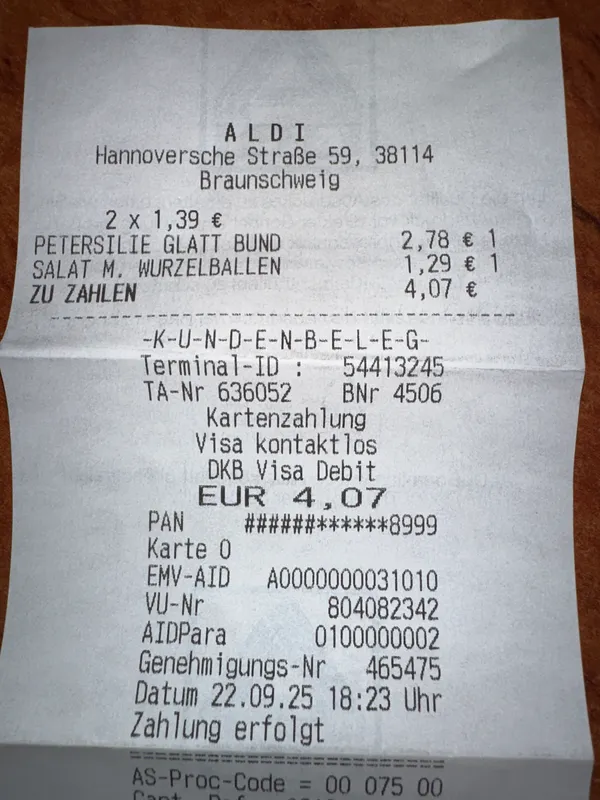 ALDI
Hannoversche Straße 59, 38114
Braunschweig
2 x 1,39 €
PETERSILIE GLATT BUND 2,78 € 1
SALAT M. WURZELBALLEN 1,29 € 1
ZU ZAHLEN 4,07 €
-K-U-N-D-E-N-B-E-L-E-G-
Terminal-ID : 54413245
TA-Nr 636052 BNr 4506
Kartenzahlung
Visa kontaktlos
DKB Visa Debit
EUR 4,07
PAN ######******8999
Karte 0
EMV-AID A0000000031010
VU-Nr 804082342
AIDPara 0100000002
Genehmigungs-Nr 465475
Datum 22.09.25 18:23 Uhr
Zahlung erfolgt
AS-Proc-Code = 00 075 00